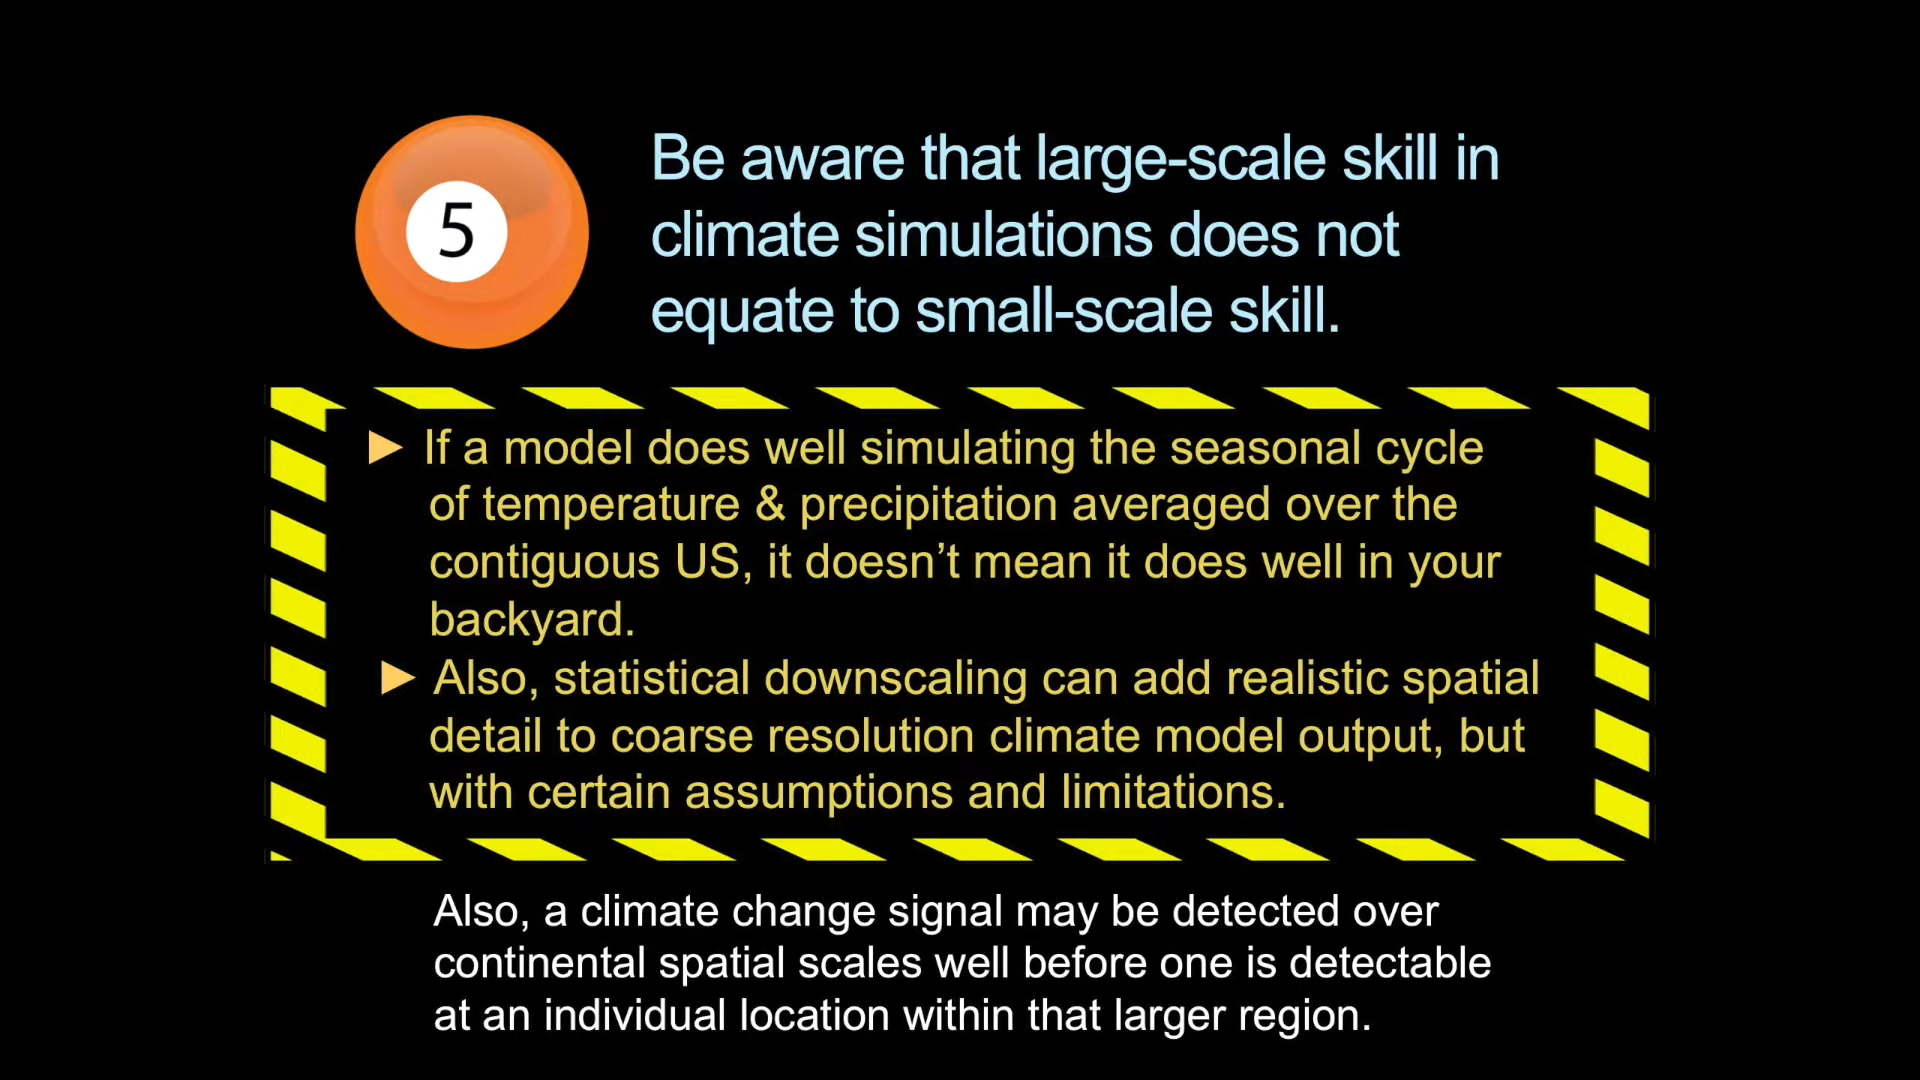 5
Be aware that large-scale skill in
climate simulations does not
equate to small-scale skill.
► If a model does well simulating the seasonal cycle
of temperature & precipitation averaged over the
contiguous US, it doesn’t mean it does well in your
backyard.
► Also, statistical downscaling can add realistic spatial
detail to coarse resolution climate model output, but
with certain assumptions and limitations.
Also, a climate change signal may be detected over
continental spatial scales well before one is detectable
at an individual location within that larger region.